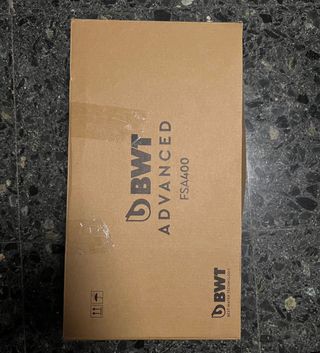 BWT
ADVANCED
FSA400
BWT
BEST WATER TECHNOLOGY